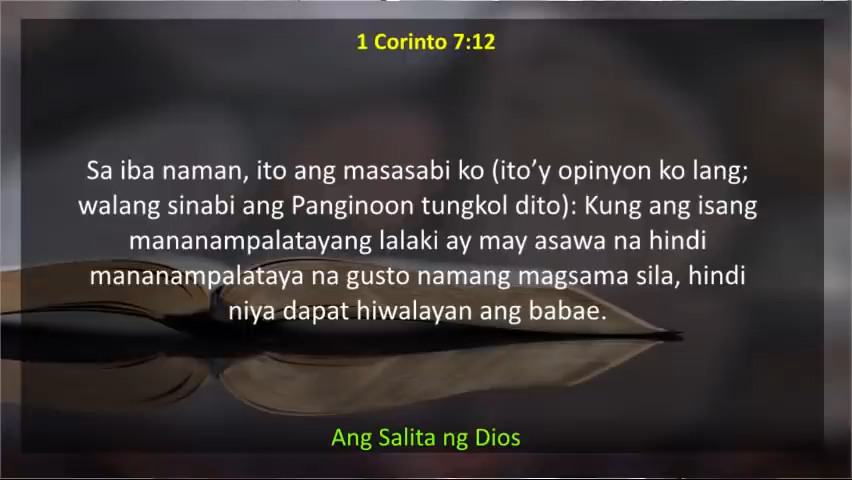 1 Corinto 7:12
Sa iba naman, ito ang masasabi ko (ito’y opinyon ko lang;
walang sinabi ang Panginoon tungkol dito): Kung ang isang
mananampalatayang lalaki ay may asawa na hindi
mananampalataya na gusto namang magsama sila, hindi
niya dapat hiwalayan ang babae.
Ang Salita ng Dios